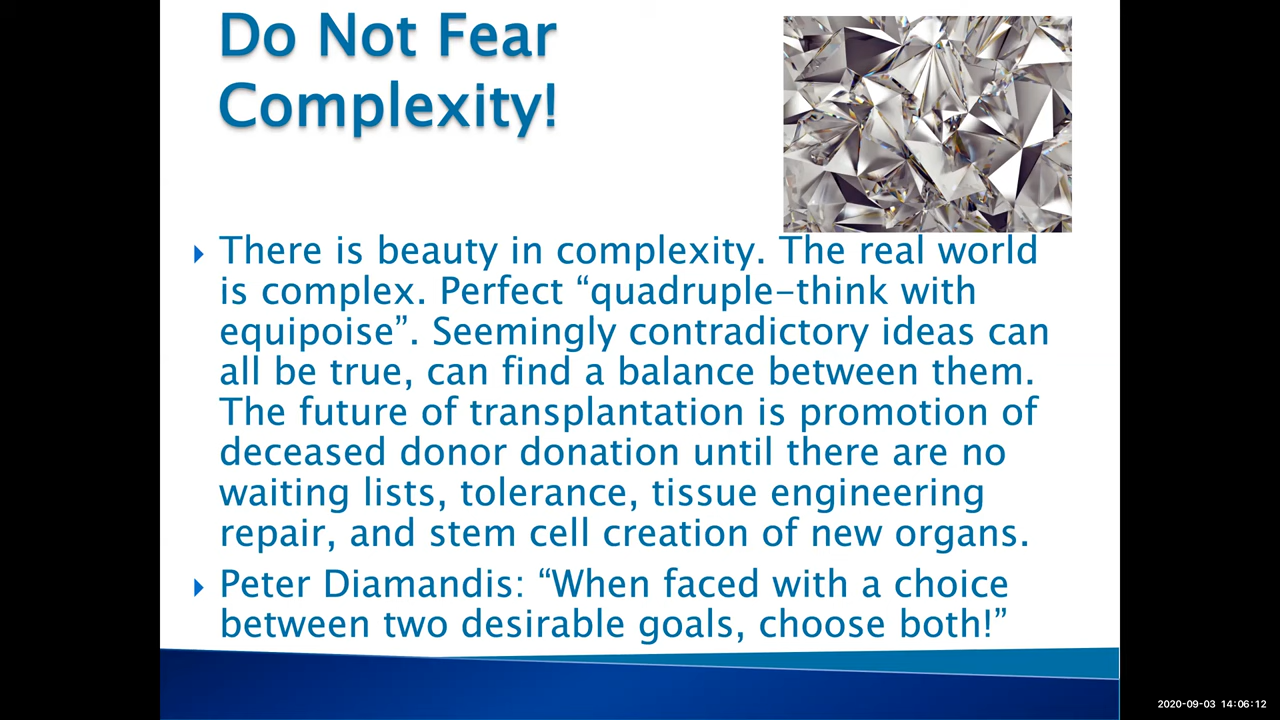 Do Not Fear
Complexity!
There is beauty in complexity. The real world
is complex. Perfect “quadruple-think with
equipoise”. Seemingly contradictory ideas can
all be true, can find a balance between them.
The future of transplantation is promotion of
deceased donor donation until there are no
waiting lists, tolerance, tissue engineering
repair, and stem cell creation of new organs.
Peter Diamandis: “When faced with a choice
between two desirable goals, choose both!”
2020-09-03 14:06:12